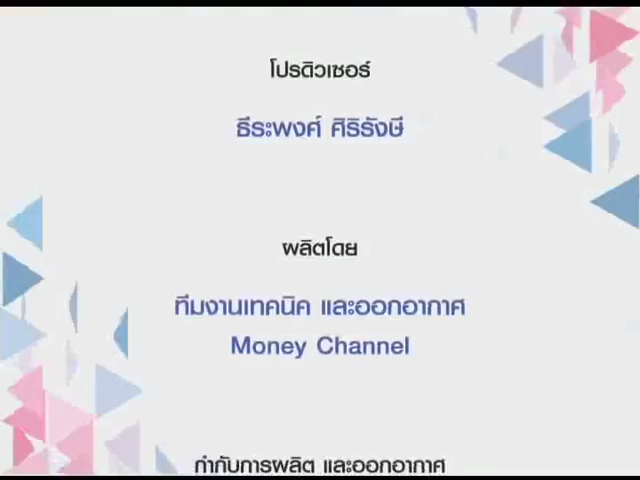 โปรดิวเซอร์
ธีระพงศ์ ศิริรังษี
ผลิตโดย
ทีมงานเทคนิค และออกอากาศ
Money Channel
กำกับการผลิต และออกอากาศ